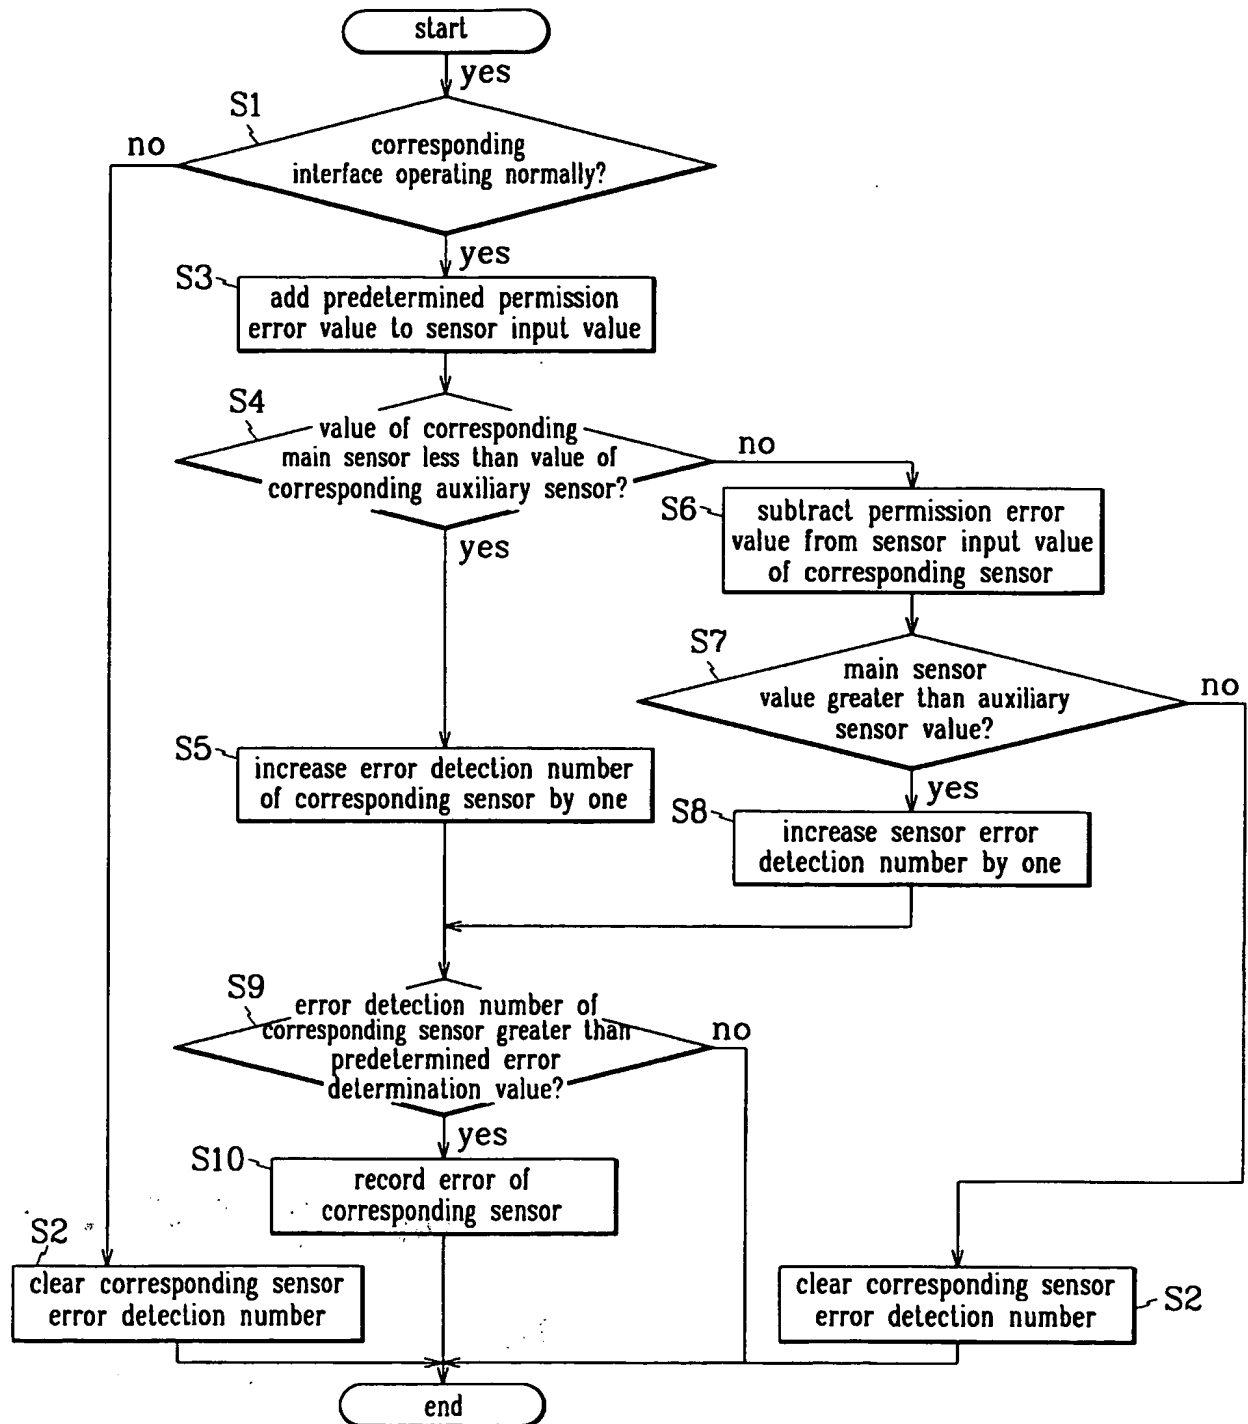 start
yes
S1
no
corresponding
interface operating normally?
yes
S3
add predetermined permission
error value to sensor input value
S4
value of corresponding
main sensor less than value of
corresponding auxiliary sensor?
no
yes
S6
subtract permission error
value from sensor input value
of corresponding sensor
S7
main sensor
value greater than auxiliary
sensor value?
no
yes
S5
increase error detection number
of corresponding sensor by one
S8
increase sensor error
detection number by one
S9
error detection number of
corresponding sensor greater than
predetermined error
determination value?
no
yes
S10
record error of
corresponding sensor
S2
clear corresponding sensor
error detection number
clear corresponding sensor
error detection number
S2
end